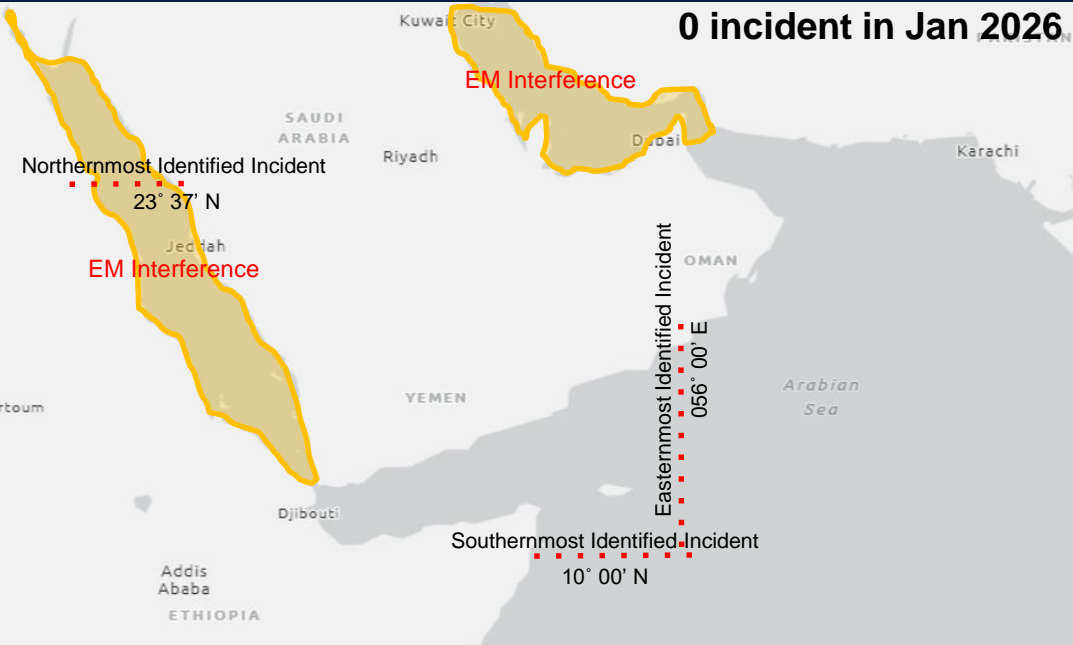 Kuwait City
0 incident in Jan 2026
PAKISTAN
EM Interference
SAUDI
ARABIA
Dubai
Karachi
Riyadh
Northernmost Identified Incident
23° 37' N
Jeddah
EM Interference
OMAN
Easternmost Identified Incident
056° 00' E
Arabian
Sea
YEMEN
rtoum
Djibouti
Southernmost Identified Incident
10° 00' N
Addis
Ababa
ETHIOPIA